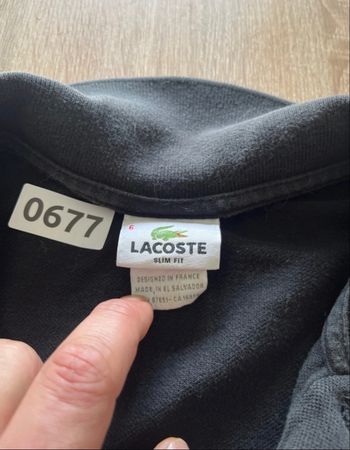 0677
6
LACOSTE
SLIM FIT
DESIGNED IN FRANCE
MADE IN EL SALVADOR